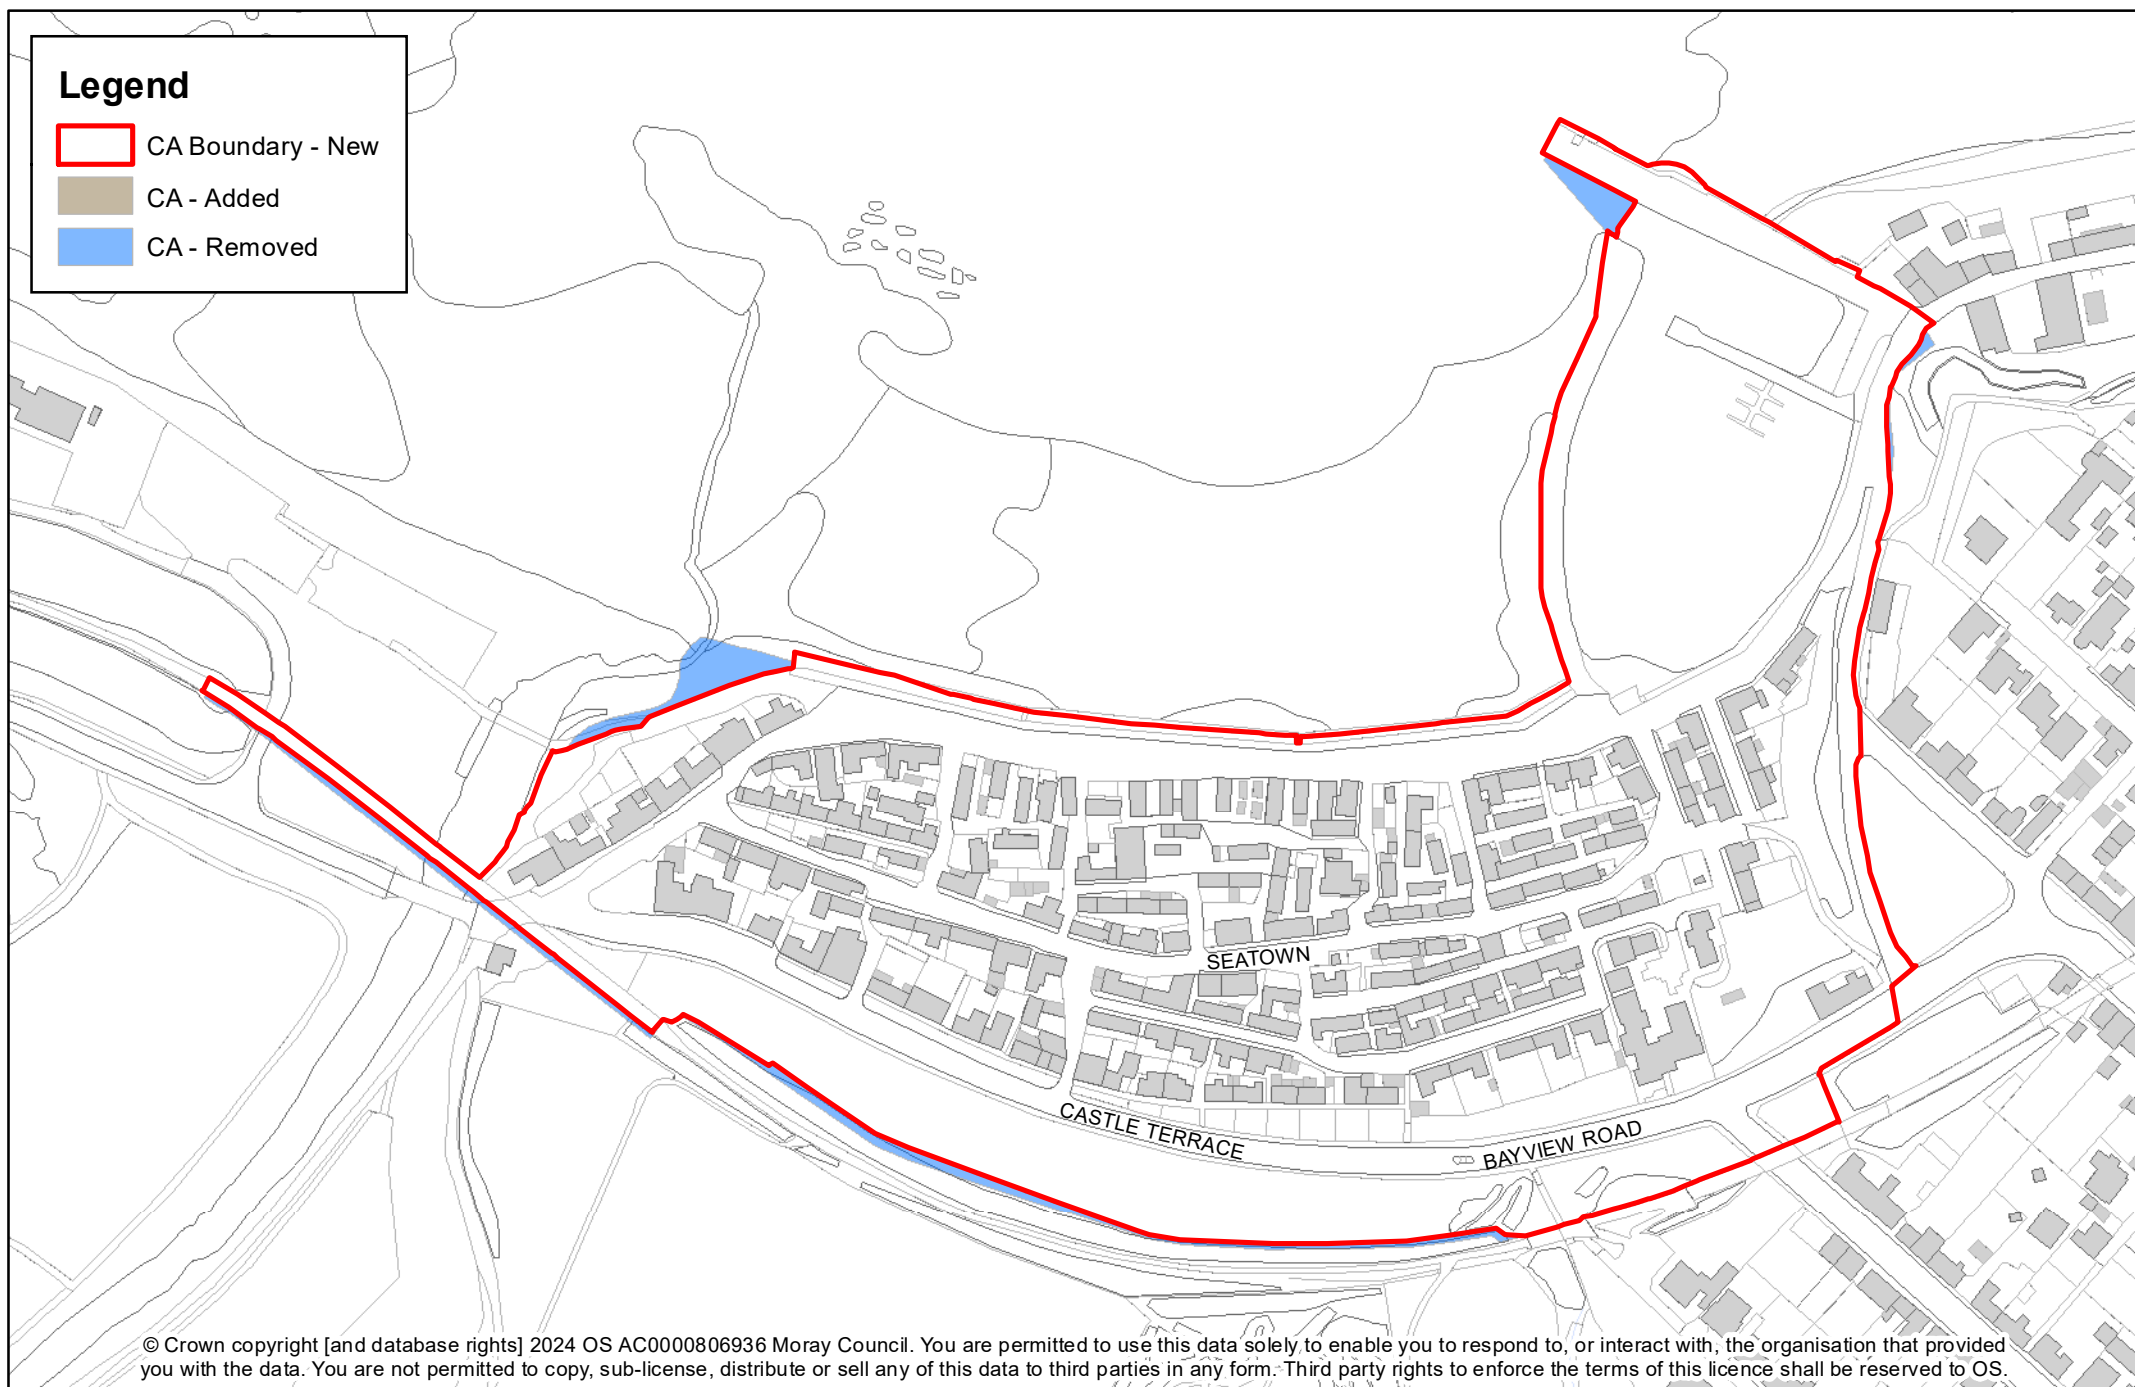 Legend
CA Boundary - New
CA - Added
CA - Removed
SEATOWN
CASTLE TERRACE
BAYVIEW ROAD
© Crown copyright [and database rights] 2024 OS AC0000806936 Moray Council. You are permitted to use this data solely to enable you to respond to, or interact with, the organisation that provided
you with the data. You are not permitted to copy, sub-license, distribute or sell any of this data to third parties in any form. Third party rights to enforce the terms of this licence shall be reserved to OS.